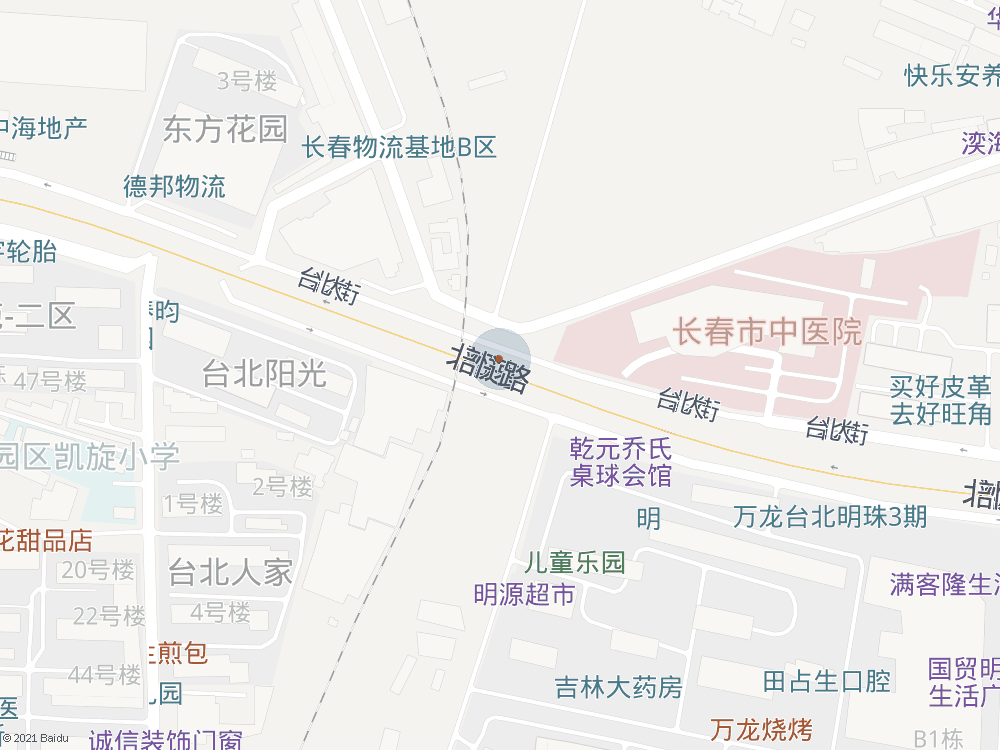 3号楼
快乐安养
东方花园
中海地产
长春物流基地B区
滦海
德邦物流
轮胎
台北大街
二区
长春市中医院
台北阳光
47号楼
北部快速路
买好皮革
去好旺角
台北大街
台北大街
园区凯旋小学
乾元乔氏
桌球会馆
2号楼
1号楼
明
万龙台北明珠3期
花甜品店
20号楼
台北人家
儿童乐园
满客隆生活
明源超市
22号楼
4号楼
生煎包
44号楼
吉林大药房
田占生口腔
国贸明
生活广
万龙烧烤
诚信装饰门窗
B1栋
© 2021 Baidu